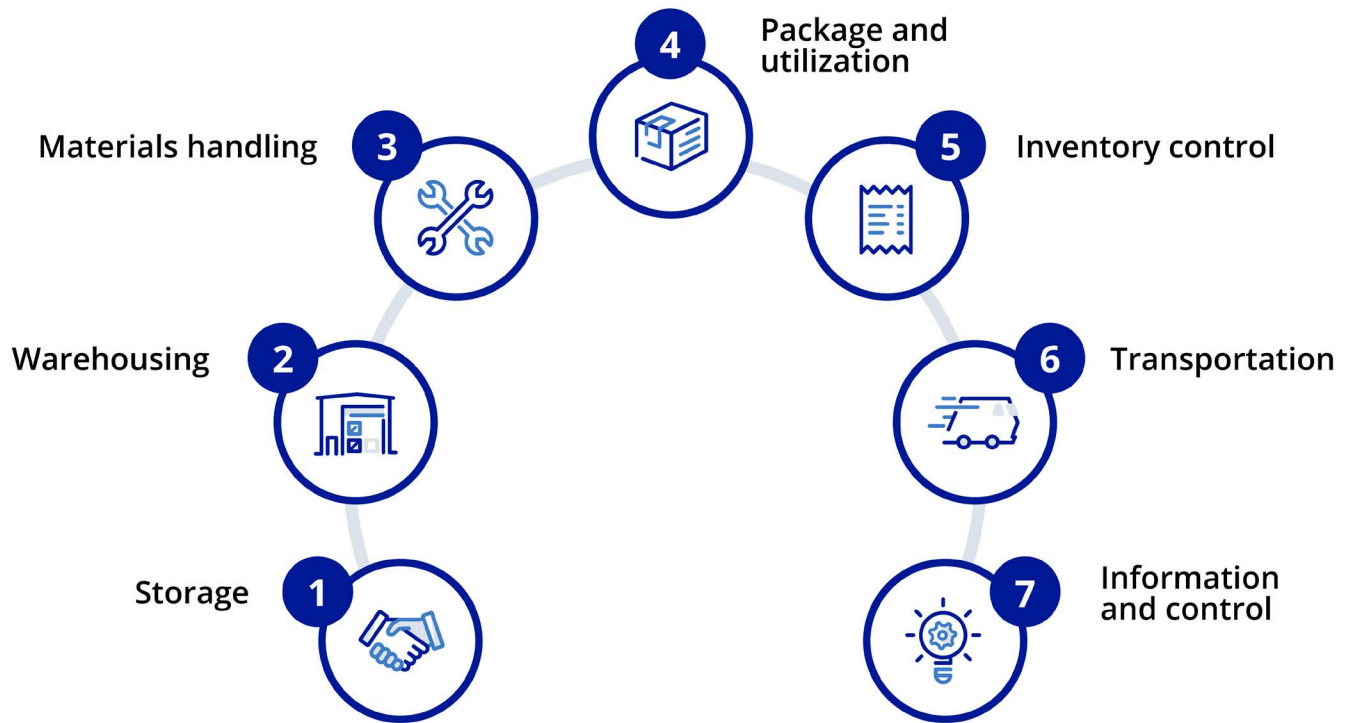 1
Storage
2
Warehousing
3
Materials handling
4
Package and
utilization
5
Inventory control
6
Transportation
7
Information
and control